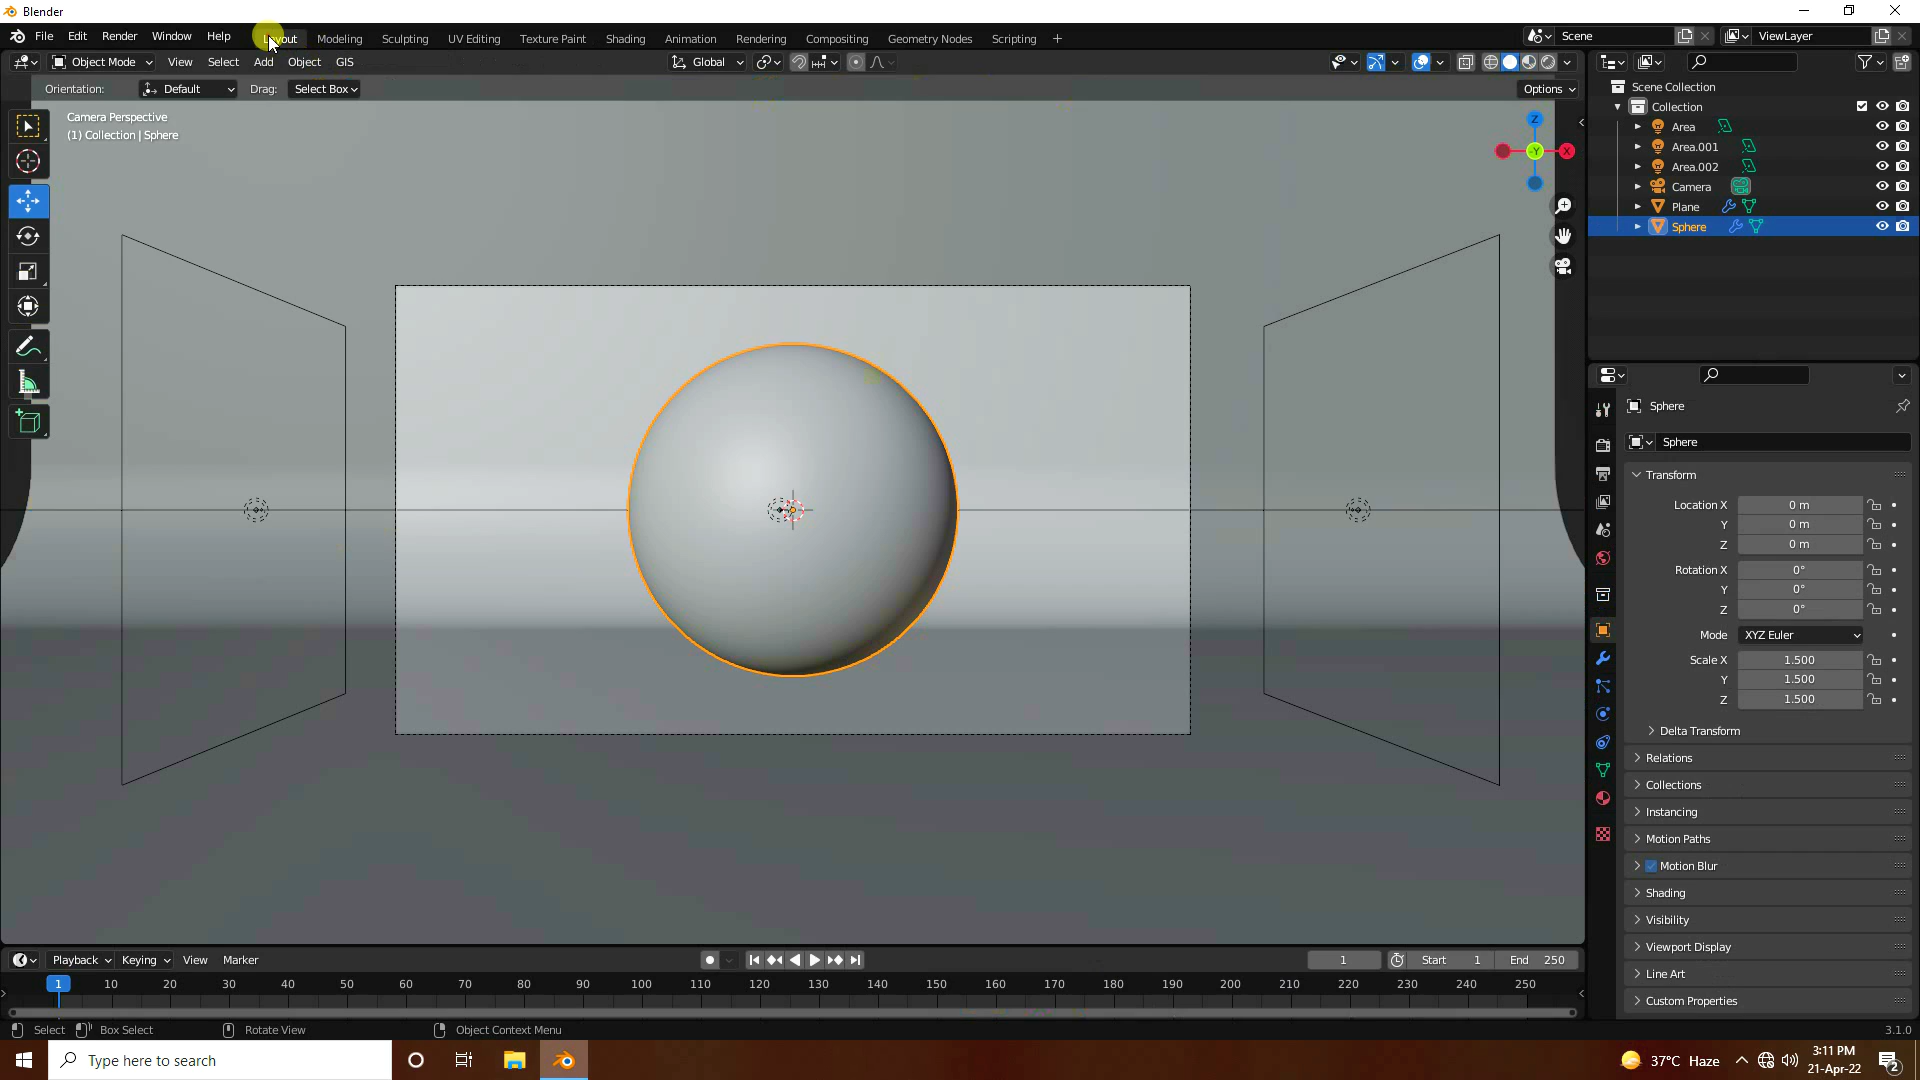 Blender
File Edit Render Window Help Layout Modeling Sculpting UV Editing Texture Paint Shading Animation Rendering Compositing Geometry Nodes Scripting + Scene ViewLayer
Object Mode View Select Add Object GIS Global
Orientation: Default Drag: Select Box Options
Camera Perspective
(1) Collection | Sphere
Z
-Y X
Scene Collection
Collection
Area
Area.001
Area.002
Camera
Plane
Sphere
Sphere
Sphere
Transform
Location X 0 m
Y 0 m
Z 0 m
Rotation X 0°
Y 0°
Z 0°
Mode XYZ Euler
Scale X 1.500
Y 1.500
Z 1.500
Delta Transform
Relations
Collections
Instancing
Motion Paths
Motion Blur
Shading
Visibility
Viewport Display
Line Art
Custom Properties
Playback Keying View Marker 1 Start 1 End 250
1 10 20 30 40 50 60 70 80 90 100 110 120 130 140 150 160 170 180 190 200 210 220 230 240 250
Select Box Select Rotate View Object Context Menu 3.1.0
Type here to search 37°C Haze 3:11 PM
21-Apr-22 2